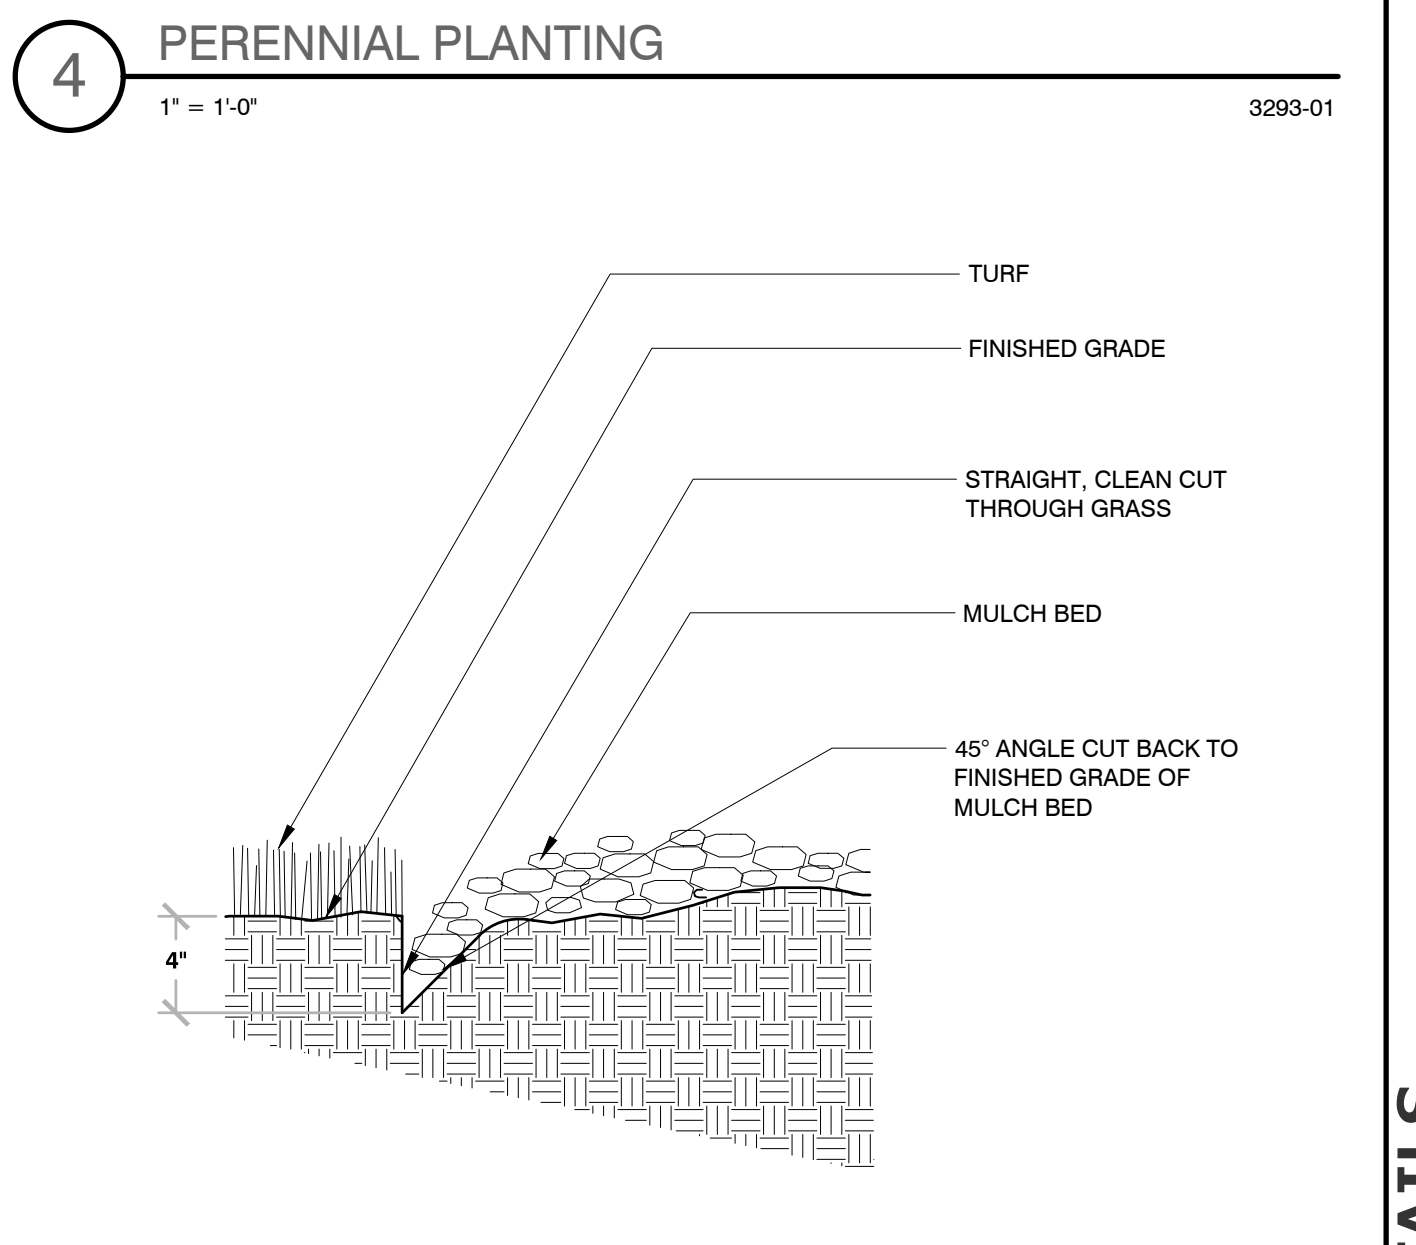 4
PERENNIAL PLANTING
1" = 1'-0"
3293-01
TURF
FINISHED GRADE
STRAIGHT, CLEAN CUT
THROUGH GRASS
MULCH BED
45° ANGLE CUT BACK TO
FINISHED GRADE OF
MULCH BED
4"